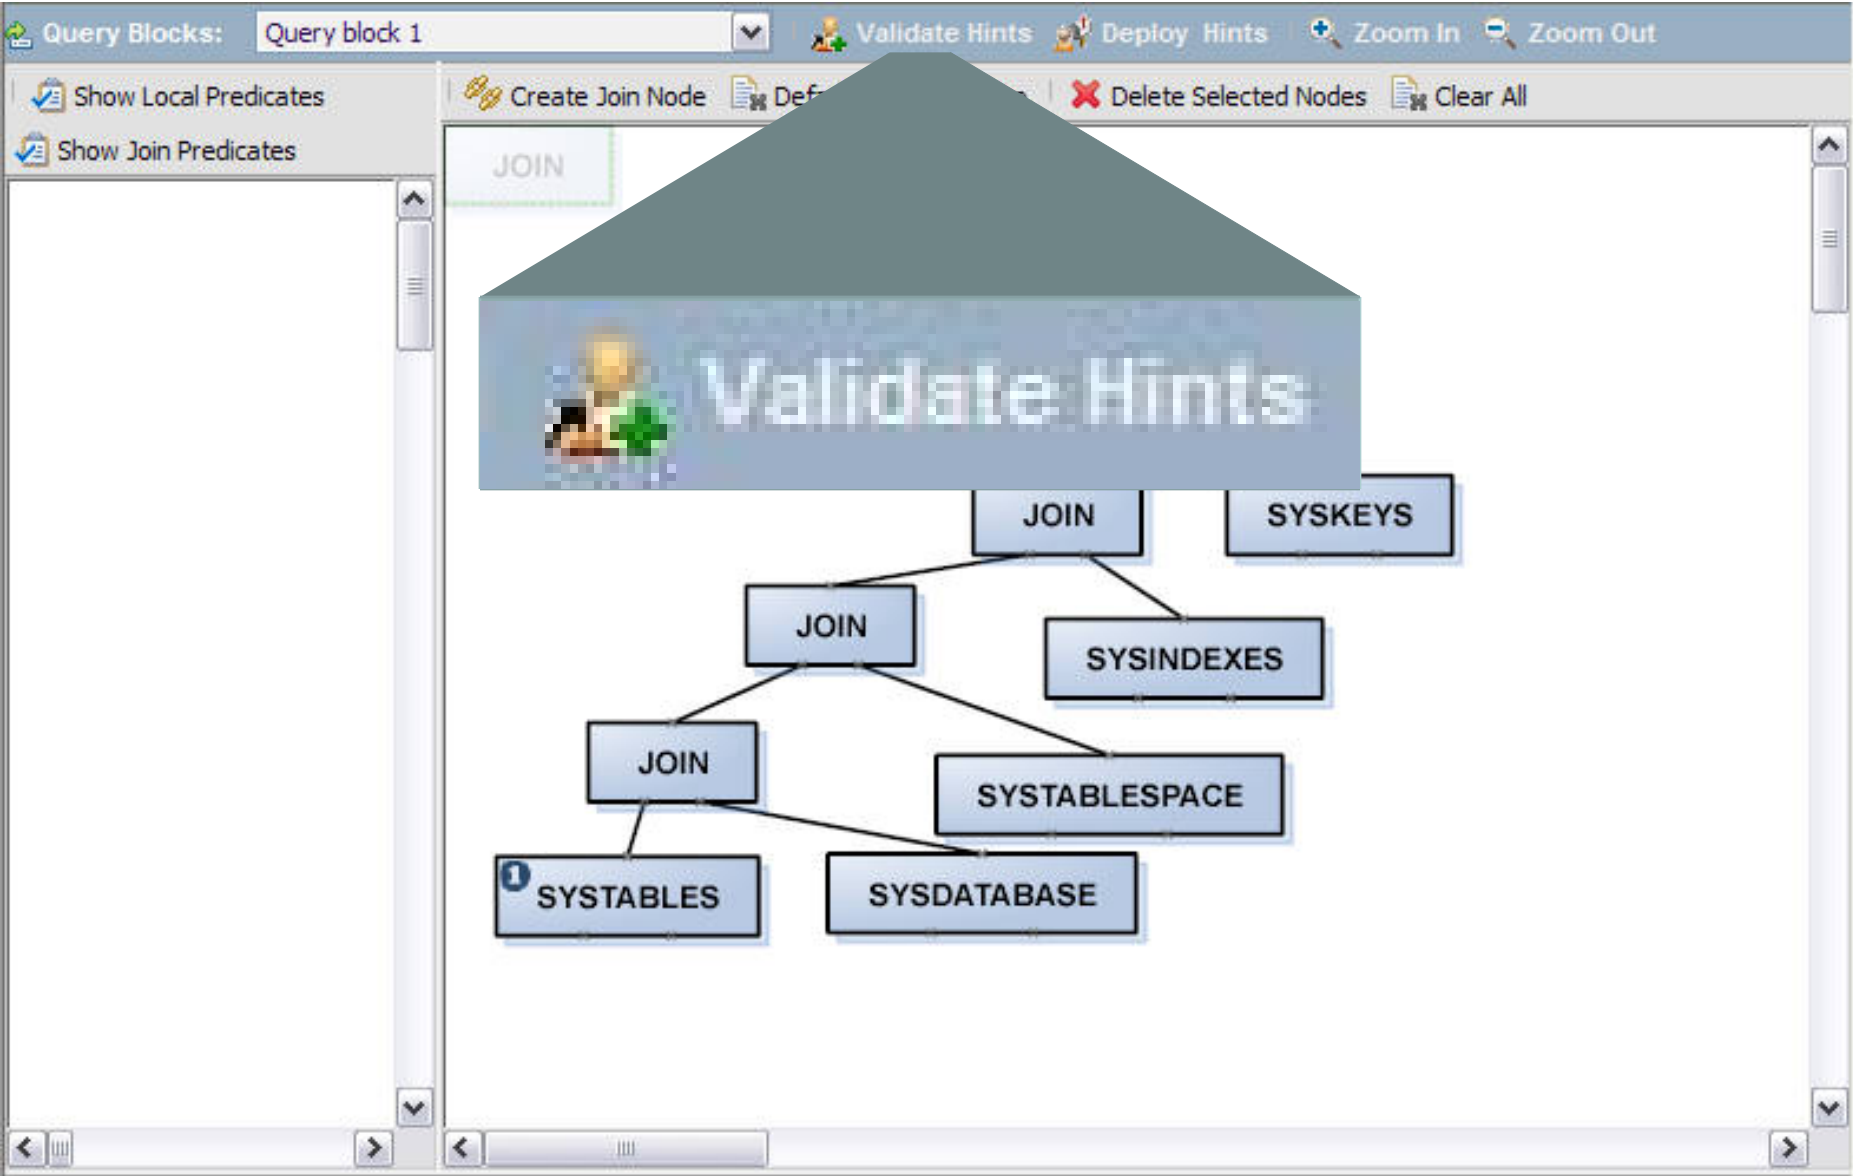 Query Blocks: Query block 1 Validate Hints Deploy Hints Zoom In Zoom Out
Show Local Predicates Create Join Node Delete Selected Nodes Clear All
Show Join Predicates
JOIN
Validate Hints
JOIN SYSKEYS
JOIN
SYSINDEXES
JOIN
SYSTABLESPACE
1 SYSTABLES SYSDATABASE